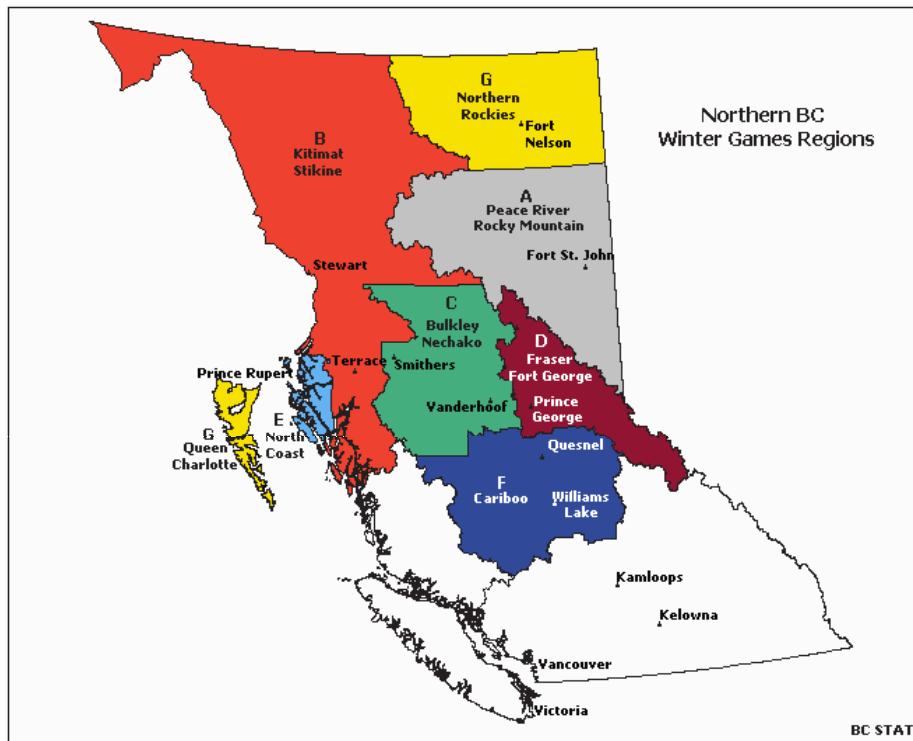 G
Northern
Rockies
Fort
Nelson
Northern BC
Winter Games Regions
B
Kitimat
Stikine
A
Peace River
Rocky Mountain
Fort St. John
Stewart
C
Bulkley
Nechako
D
Fraser
Fort George
Prince Rupert
Terrace
Smithers
Vanderhoof
Prince
George
G
Queen
Charlotte
E
North
Coast
Quesnel
F
Cariboo
Williams
Lake
Kamloops
Kelowna
Vancouver
Victoria
BC STAT